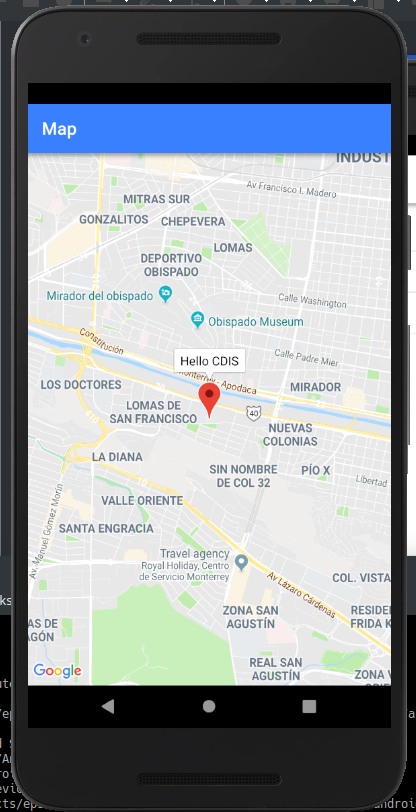 Map
INDUST
Av Francisco I. Madero
MITRAS SUR
GONZALITOS
CHEPEVERA
LOMAS
DEPORTIVO
OBISPADO
Mirador del obispado
Calle Washington
Obispado Museum
Constitución
Calle Padre Mier
Hello CDIS
Monterrey Apodaca
LOS DOCTORES
MIRADOR
LOMAS DE
SAN FRANCISCO
40
NUEVAS
COLONIAS
LA DIANA
SIN NOMBRE
DE COL 32
PÍO X
Libertad
VALLE ORIENTE
Av. Manuel Gómez Morin
SANTA ENGRACIA
Travel agency
Royal Holiday, Centro
de Servicio Monterrey
Av Lázaro Cárdenas
COL. VISTA
ZONA SAN
AGUSTÍN
RESIDE
FRIDA K
AS DE
AGÓN
REAL SAN
AGUSTÍN
ZONA V
Google